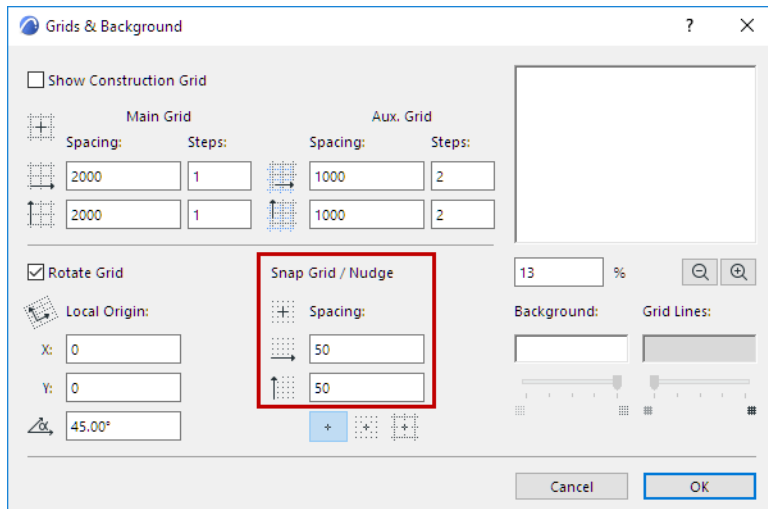 Grids & Background
?
Show Construction Grid
Main Grid
Aux. Grid
Spacing:
Steps:
Spacing:
Steps:
2000
1
1000
2
2000
1
1000
2
Rotate Grid
Snap Grid / Nudge
13
%
Local Origin:
Spacing:
Background:
Grid Lines:
X:
0
50
Y:
0
50
α
45.00°
Cancel
OK